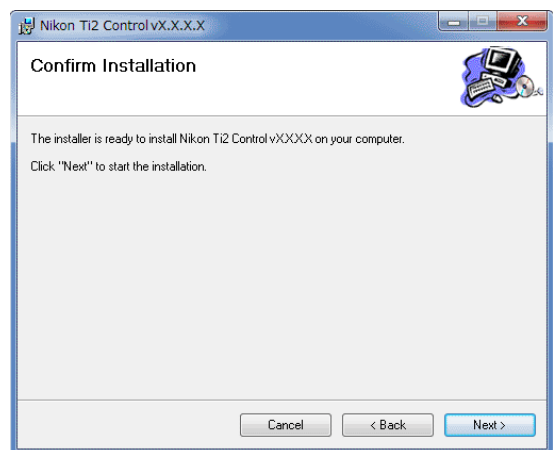 Nikon Ti2 Control vX.X.X.X
Confirm Installation
The installer is ready to install Nikon Ti2 Control vX.X.X.X on your computer.
Click "Next" to start the installation.
Cancel < Back Next >